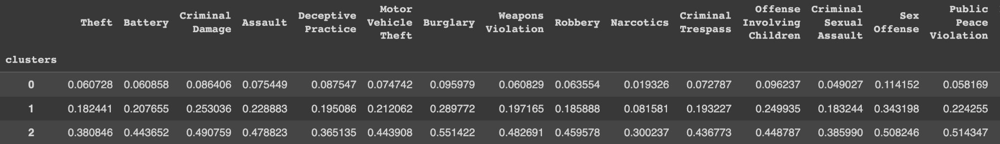 Theft Battery Criminal Damage Assault Deceptive Practice Motor Vehicle Theft Burglary Weapons Violation Robbery Narcotics Criminal Trespass Offense Involving Children Criminal Sexual Assault Sex Offense Public Peace Violation
clusters
0 0.060728 0.060858 0.086406 0.075449 0.087547 0.074742 0.095979 0.060829 0.063554 0.019326 0.072787 0.096237 0.049027 0.114152 0.058169
1 0.182441 0.207655 0.253036 0.228883 0.195086 0.212062 0.289772 0.197165 0.185888 0.081581 0.193227 0.249935 0.183244 0.343198 0.224255
2 0.380846 0.443652 0.490759 0.478823 0.365135 0.443908 0.551422 0.482691 0.459578 0.300237 0.436773 0.448787 0.385990 0.508246 0.514347